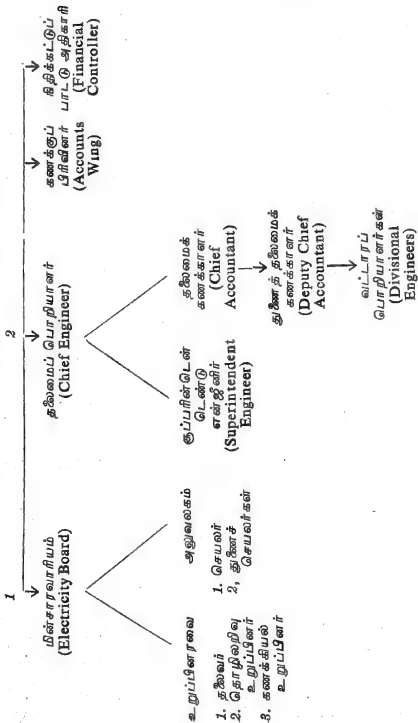 1
2
மின்சாரவாரியம்
(Electricity Board)
தலைமைப் பொறியாளர்
(Chief Engineer)
கணக்குப்
பிரிவினர்
(Accounts
Wing)
நிதிக்கட்டுப்
பாட்டு அதிகாரி
(Financial
Controller)
உறுப்பினரவை
1. தலைவர்
2. தொழிலறிவு
உறுப்பினர்
3. கணக்கியல்
உறுப்பினர்
அலுவலகம்
1. செயலர்
2, துணைச்
செயலர்கள்
சூப்பரின்டென்
டெண்டு
என்ஜீனிர்
(Superintendent
Engineer)
தலைமைக்
கணக்காளர்
(Chief
Accountant)
துணைத் தலைமைக்
கணக்காளர்
(Deputy Chief
Accountant)
வட்டாரப்
பொறியாளர்கள்
(Divisional
Engineers)